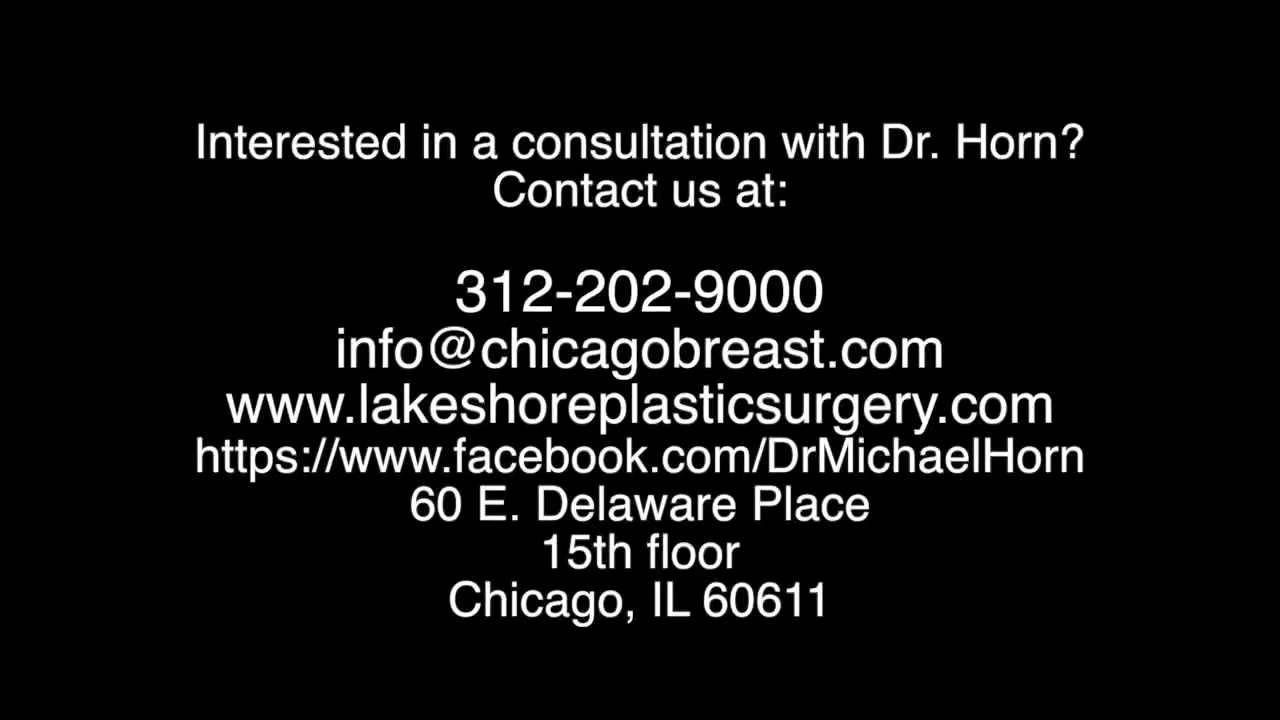 Interested in a consultation with Dr. Horn?
Contact us at:
312-202-9000
info@chicagobreast.com
www.lakeshoreplasticsurgery.com
https://www.facebook.com/DrMichaelHorn
60 E. Delaware Place
15th floor
Chicago, IL 60611